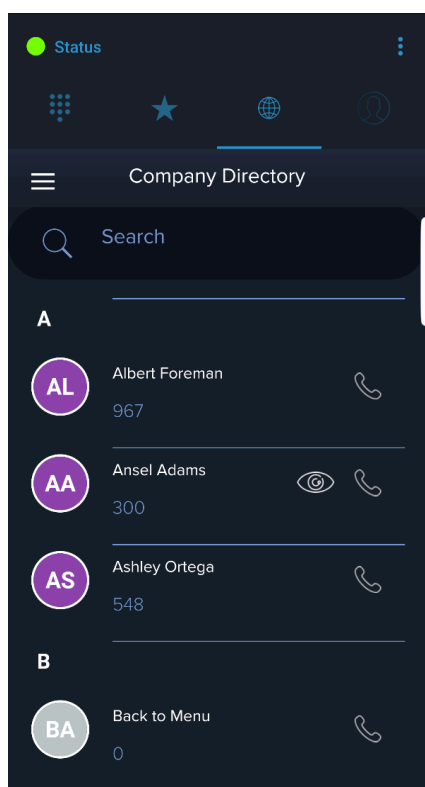 Status
Company Directory
Search
A
AL
Albert Foreman
967
AA
Ansel Adams
300
AS
Ashley Ortega
548
B
BA
Back to Menu
0